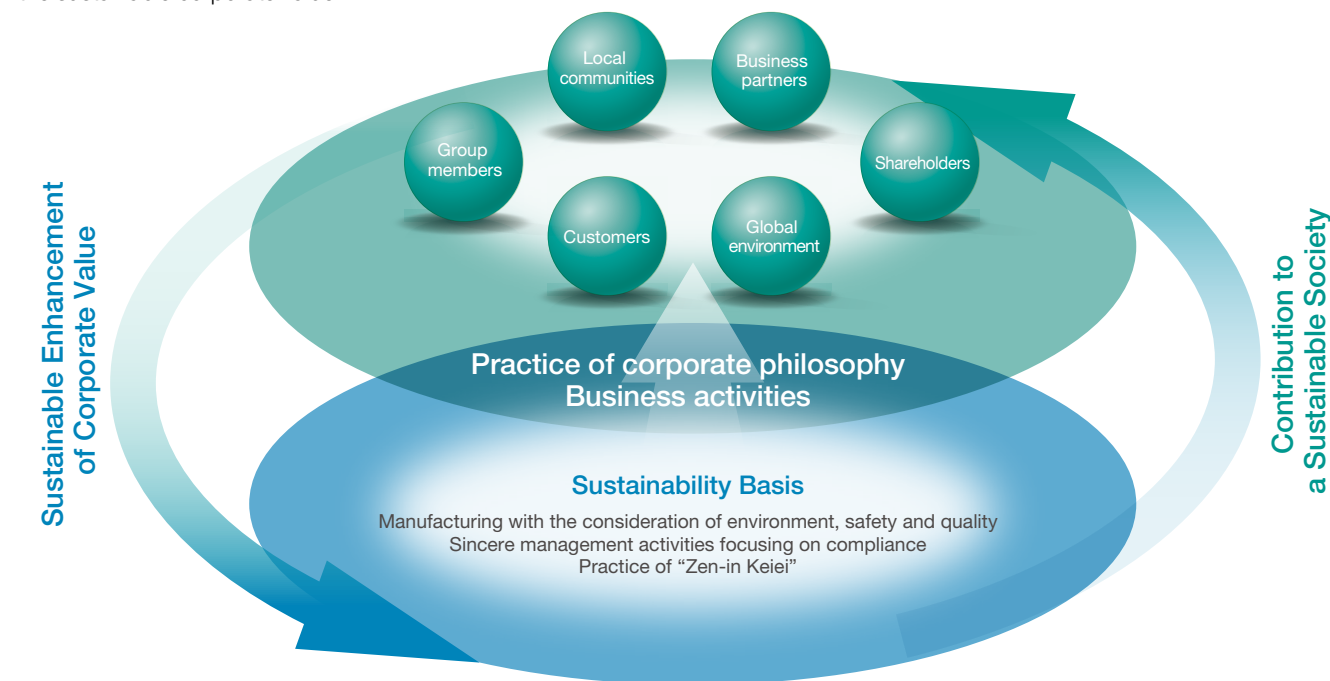 Local
communities
Business
partners
Group
members
Shareholders
Customers
Global
environment
Sustainable Enhancement
of Corporate Value
Contribution to
a Sustainable Society
Practice of corporate philosophy
Business activities
Sustainability Basis
Manufacturing with the consideration of environment, safety and quality
Sincere management activities focusing on compliance
Practice of “Zen-in Keiei”